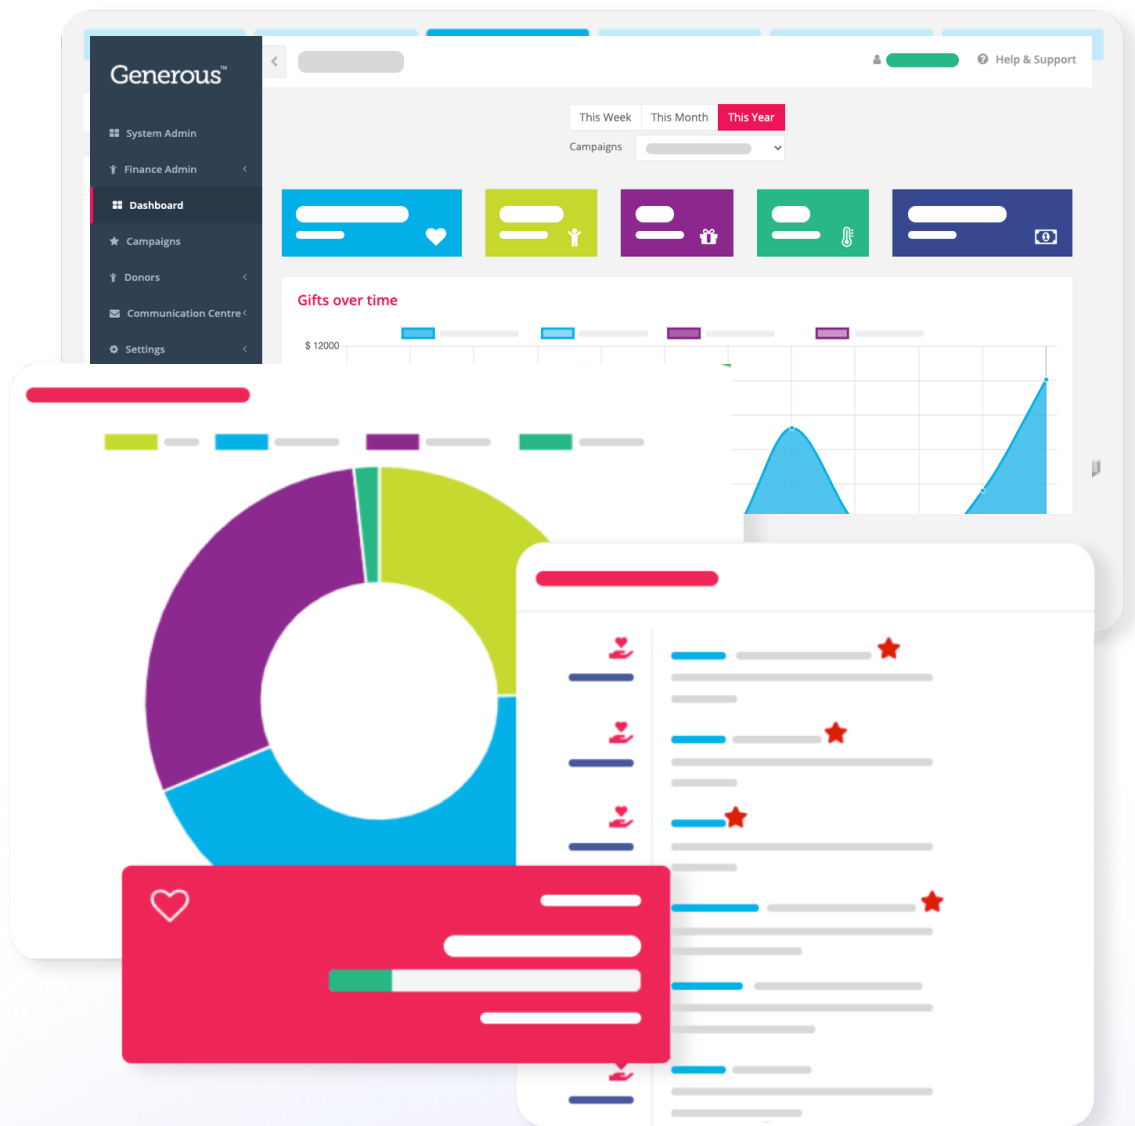 Generous™
Help & Support
System Admin
Finance Admin
Dashboard
Campaigns
Donors
Communication Centre
Settings
This Week This Month This Year
Campaigns
Gifts over time
$ 12000